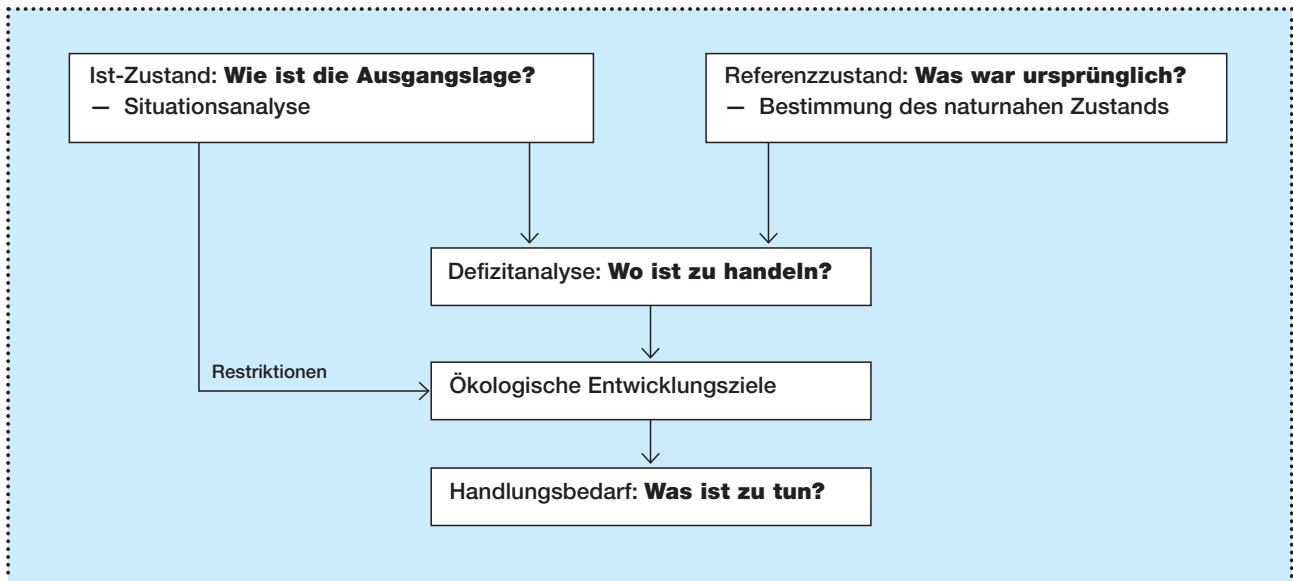 Ist-Zustand: Wie ist die Ausgangslage?
— Situationsanalyse
Referenzzustand: Was war ursprünglich?
— Bestimmung des naturnahen Zustands
Defizitanalyse: Wo ist zu handeln?
Restriktionen
Ökologische Entwicklungsziele
Handlungsbedarf: Was ist zu tun?